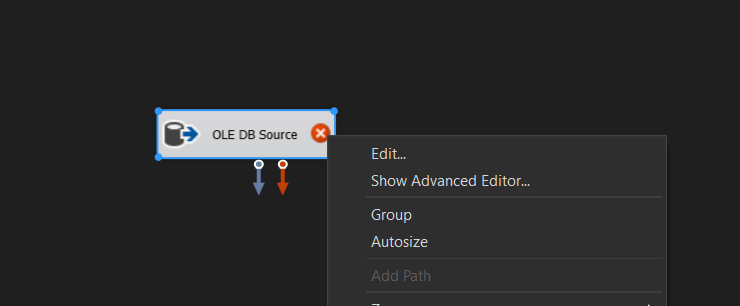 OLE DB Source
Edit...
Show Advanced Editor...
Group
Autosize
Add Path